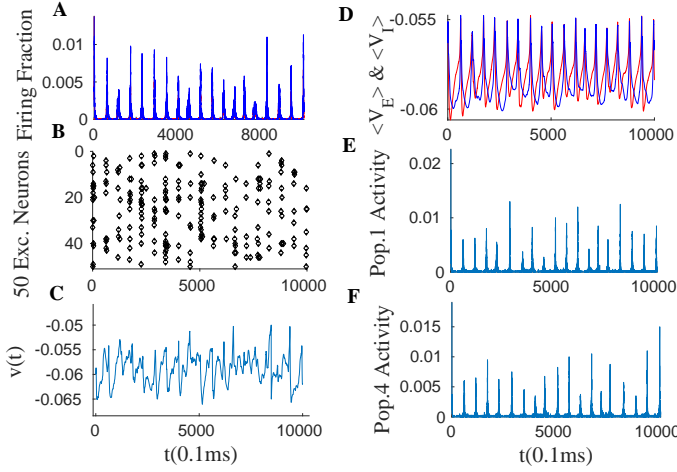 A
Firing Fraction
0.01
0.005
0
0
40000
80000
B
50 Exc. Neurons
0
20
40
0
5000
10000
C
v(t)
-0.05
-0.055
-0.06
-0.065
0
5000
10000
t(0.1ms)
D
<V_E> & <V_I>
-0.055
-0.06
0
5000
10000
E
Pop.1 Activity
0.02
0.01
0
0
5000
10000
F
Pop.4 Activity
0.015
0.01
0.005
0
0
5000
10000
t(0.1ms)